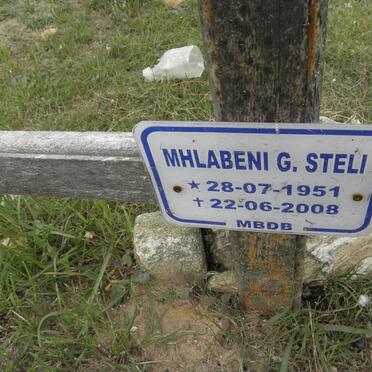 MHLABENI G. STELI
★ 28-07-1951
✝ 22-06-2008
MBDB